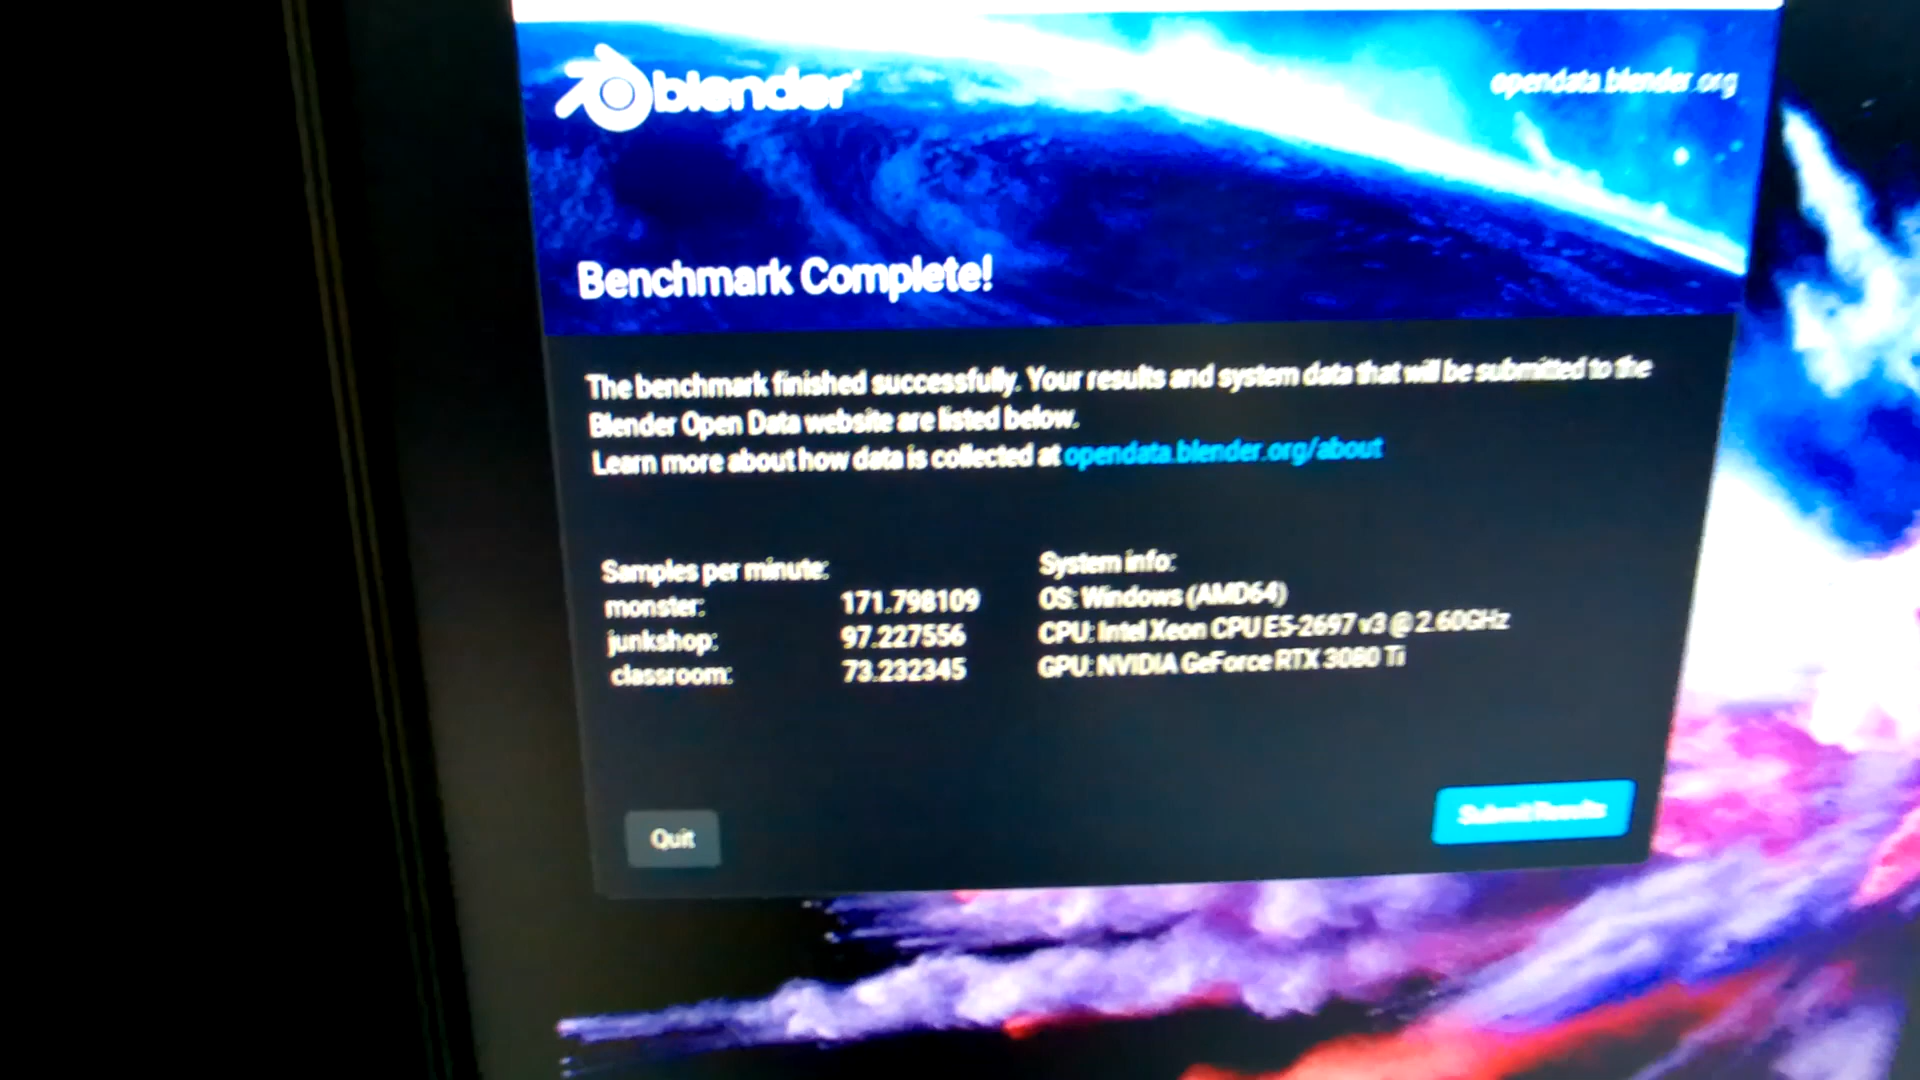 blender
opendata.blender.org
Benchmark Complete!
The benchmark finished successfully. Your results and system data that will be submitted to the
Blender Open Data website are listed below.
Learn more about how data is collected at opendata.blender.org/about
Samples per minute:
monster: 171.798109
junkshop: 97.227556
classroom: 73.232345
System info:
OS: Windows (AMD64)
CPU: Intel Xeon CPU E5-2697 v3 @ 2.60GHz
GPU: NVIDIA GeForce RTX 3080 Ti
Quit
Submit Results